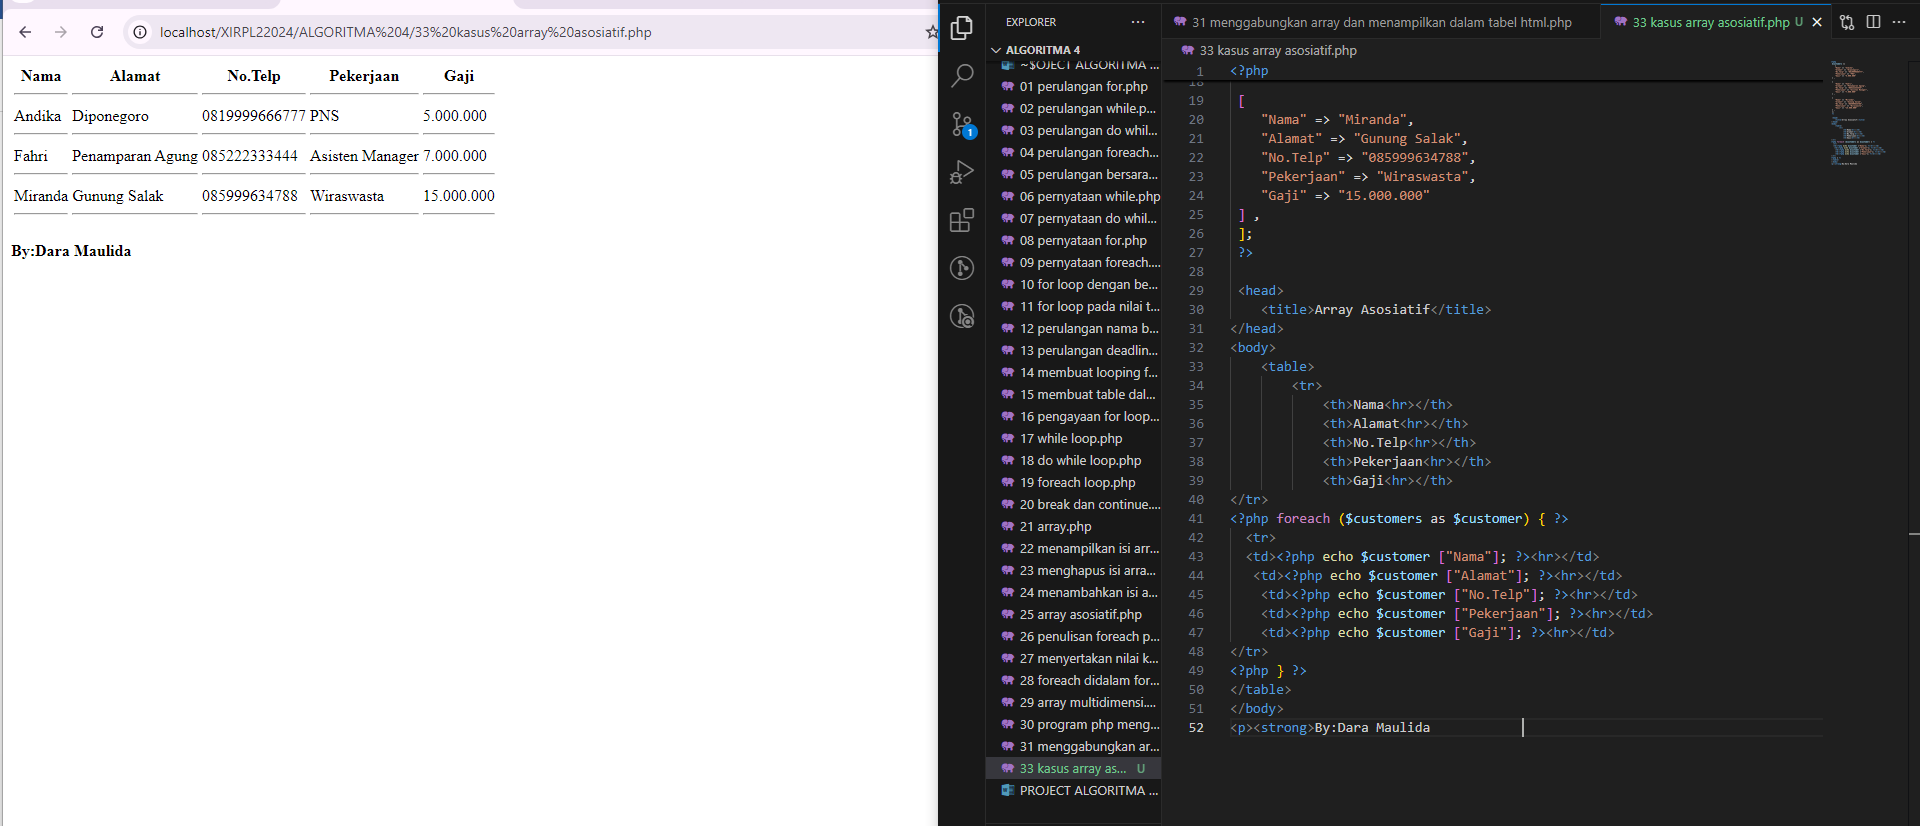 localhost/XIRPL22024/ALGORITMA%204/33%20kasus%20array%20asosiatif.php
Nama Alamat No.Telp Pekerjaan Gaji
Andika Diponegoro 0819999666777 PNS 5.000.000
Fahri Penamparan Agung 085222333444 Asisten Manager 7.000.000
Miranda Gunung Salak 085999634788 Wiraswasta 15.000.000
By:Dara Maulida
EXPLORER ...
ALGORITMA 4
~$OJECT ALGORITMA ...
01 perulangan for.php
02 perulangan while.p...
03 perulangan do whil...
04 perulangan foreach...
05 perulangan bersara...
06 pernyataan while.php
07 pernyataan do whil...
08 pernyataan for.php
09 pernyataan foreach....
10 for loop dengan be...
11 for loop pada nilai t...
12 perulangan nama b...
13 perulangan deadlin...
14 membuat looping f...
15 membuat table dal...
16 pengayaan for loop...
17 while loop.php
18 do while loop.php
19 foreach loop.php
20 break dan continue....
21 array.php
22 menampilkan isi arr...
23 menghapus isi arra...
24 menambahkan isi a...
25 array asosiatif.php
26 penulisan foreach p...
27 menyertakan nilai k...
28 foreach didalam for...
29 array multidimensi....
30 program php meng...
31 menggabungkan ar...
33 kasus array as... U
PROJECT ALGORITMA ...
1
31 menggabungkan array dan menampilkan dalam tabel html.php
33 kasus array asosiatif.php U
33 kasus array asosiatif.php
1 <?php
18
19 [
20 "Nama" => "Miranda",
21 "Alamat" => "Gunung Salak",
22 "No.Telp" => "085999634788",
23 "Pekerjaan" => "Wiraswasta",
24 "Gaji" => "15.000.000"
25 ] ,
26 ];
27 ?>
28
29 <head>
30 <title>Array Asosiatif</title>
31 </head>
32 <body>
33 <table>
34 <tr>
35 <th>Nama<hr></th>
36 <th>Alamat<hr></th>
37 <th>No.Telp<hr></th>
38 <th>Pekerjaan<hr></th>
39 <th>Gaji<hr></th>
40 </tr>
41 <?php foreach ($customers as $customer) { ?>
42 <tr>
43 <td><?php echo $customer ["Nama"]; ?><hr></td>
44 <td><?php echo $customer ["Alamat"]; ?><hr></td>
45 <td><?php echo $customer ["No.Telp"]; ?><hr></td>
46 <td><?php echo $customer ["Pekerjaan"]; ?><hr></td>
47 <td><?php echo $customer ["Gaji"]; ?><hr></td>
48 </tr>
49 <?php } ?>
50 </table>
51 </body>
52 <p><strong>By:Dara Maulida